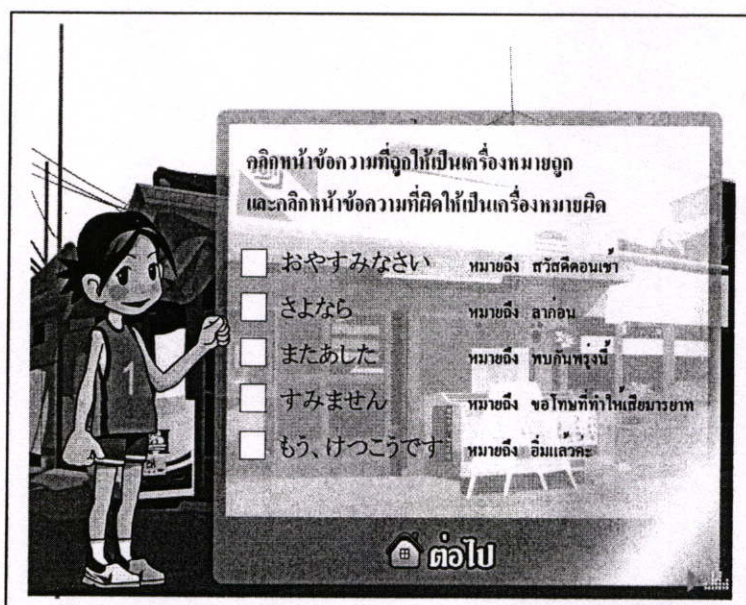 คลิกหน้าข้อความที่ถูกให้เป็นเครื่องหมายถูก
และคลิกหน้าข้อความที่ผิดให้เป็นเครื่องหมายผิด
おやすみなさい หมายถึง สวัสดีตอนเช้า
さよなら หมายถึง ลาก่อน
またあした หมายถึง พบกันพรุ่งนี้
すみません หมายถึง ขอโทษที่ทำให้เสียมารยาท
もう、けつこうです หมายถึง อิ่มแล้วค่ะ
1
ต่อไป